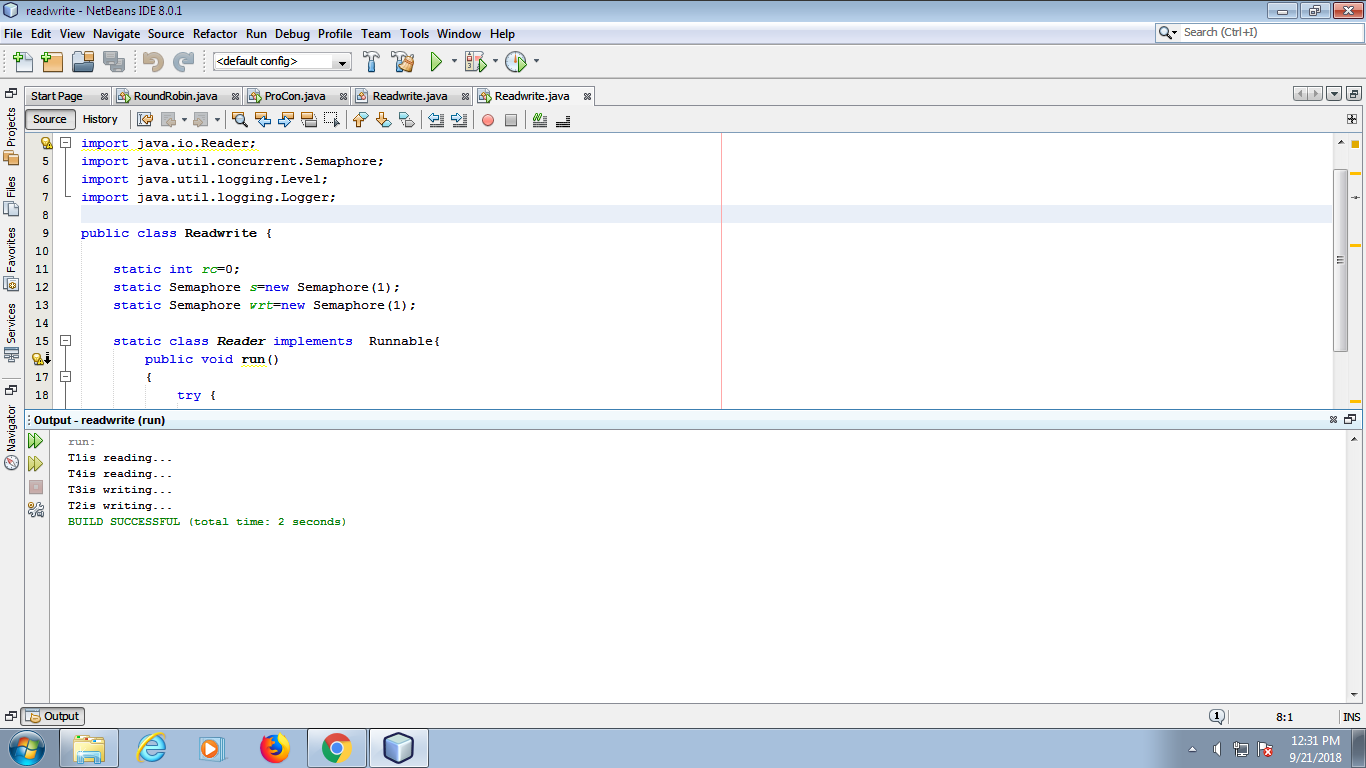 readwrite - NetBeans IDE 8.0.1
File Edit View Navigate Source Refactor Run Debug Profile Team Tools Window Help
Search (Ctrl+I)
<default config>
Start Page RoundRobin.java ProCon.java Readwrite.java Readwrite.java
Source History
Projects
Files
Favorites
Services
Navigator
import java.io.Reader;
5 import java.util.concurrent.Semaphore;
6 import java.util.logging.Level;
7 import java.util.logging.Logger;
8
9 public class Readwrite {
10
11 static int rc=0;
12 static Semaphore s=new Semaphore(1);
13 static Semaphore wrt=new Semaphore(1);
14
15 static class Reader implements  Runnable{
public void run()
17 {
18 try {
Output - readwrite (run)
run:
T1is reading...
T4is reading...
T3is writing...
T2is writing...
BUILD SUCCESSFUL (total time: 2 seconds)
Output
1 8:1 INS
12:31 PM
9/21/2018